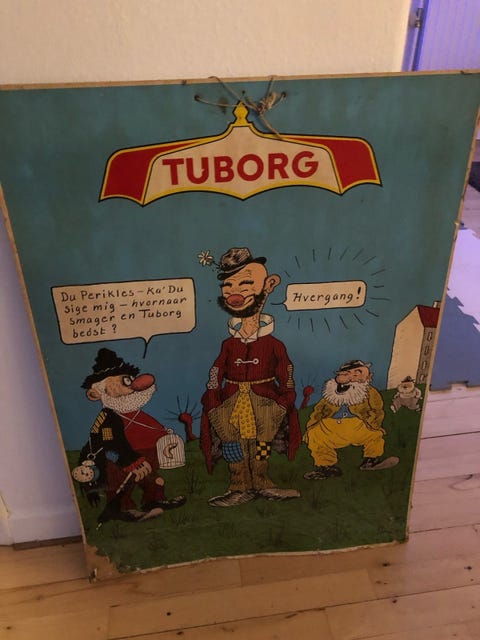 TUBORG
Du Perikles - Ka' Du
sige mig - hvornaar
smager en Tuborg
bedst ?
Hvergang!